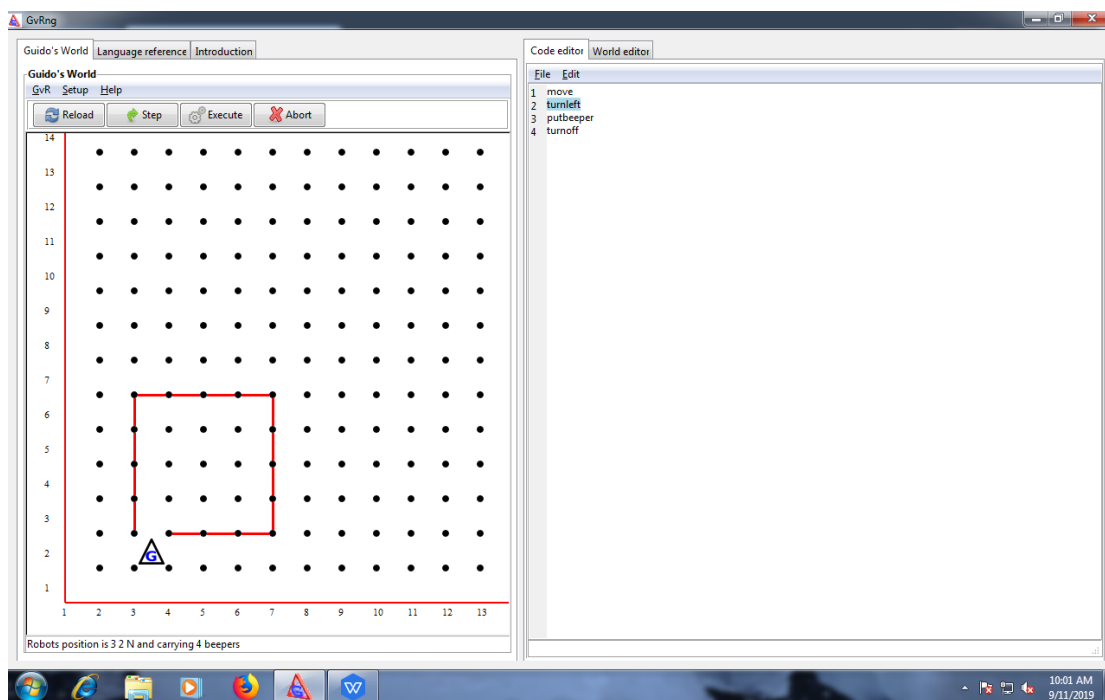 GvRng
Guido's World Language reference Introduction
Guido's World
GvR Setup Help
Reload Step Execute Abort
14
13
12
11
10
9
8
7
6
5
4
3
2
1
G
1 2 3 4 5 6 7 8 9 10 11 12 13
Robots position is 3 2 N and carrying 4 beepers
Code editor World editor
File Edit
1 move
2 turnleft
3 putbeeper
4 turnoff
10:01 AM
9/11/2019